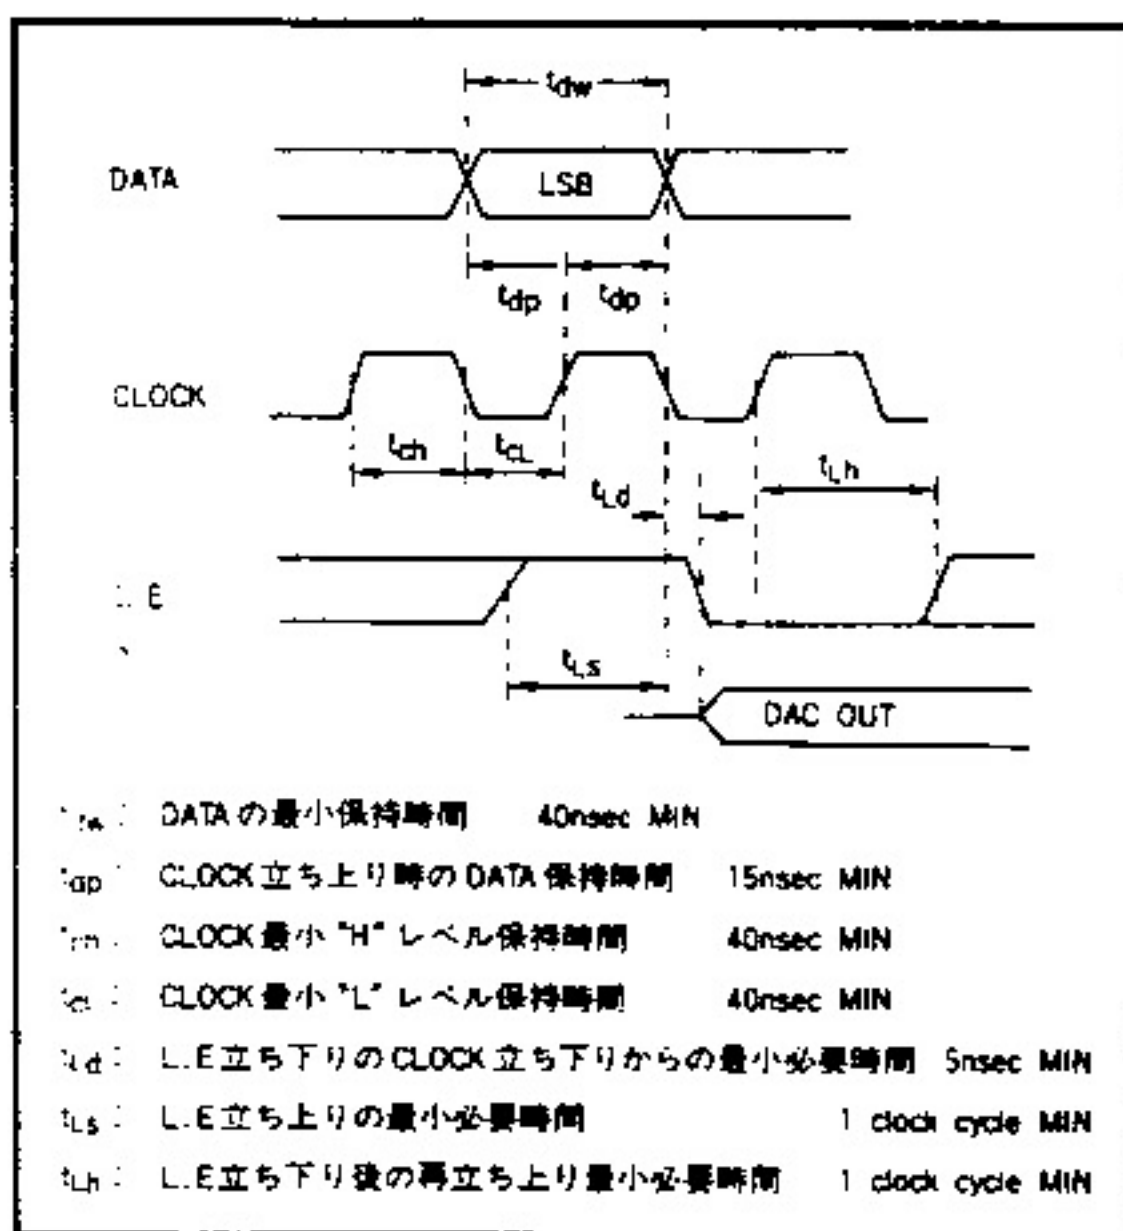 tdw
DATA
LSB
tdp tdp
CLOCK
tch tCL
tLd
tLh
L.E
tLs
DAC OUT
tdw : DATAの最小保持時間 40nsec MIN
tdp : CLOCK立ち上り時のDATA保持時間 15nsec MIN
tch : CLOCK最小"H"レベル保持時間 40nsec MIN
tCL : CLOCK最小"L"レベル保持時間 40nsec MIN
tLd : L.E立ち下りのCLOCK立ち下りからの最小必要時間 5nsec MIN
tLs : L.E立ち上りの最小必要時間 1 clock cycle MIN
tLh : L.E立ち下り後の再立ち上り最小必要時間 1 clock cycle MIN